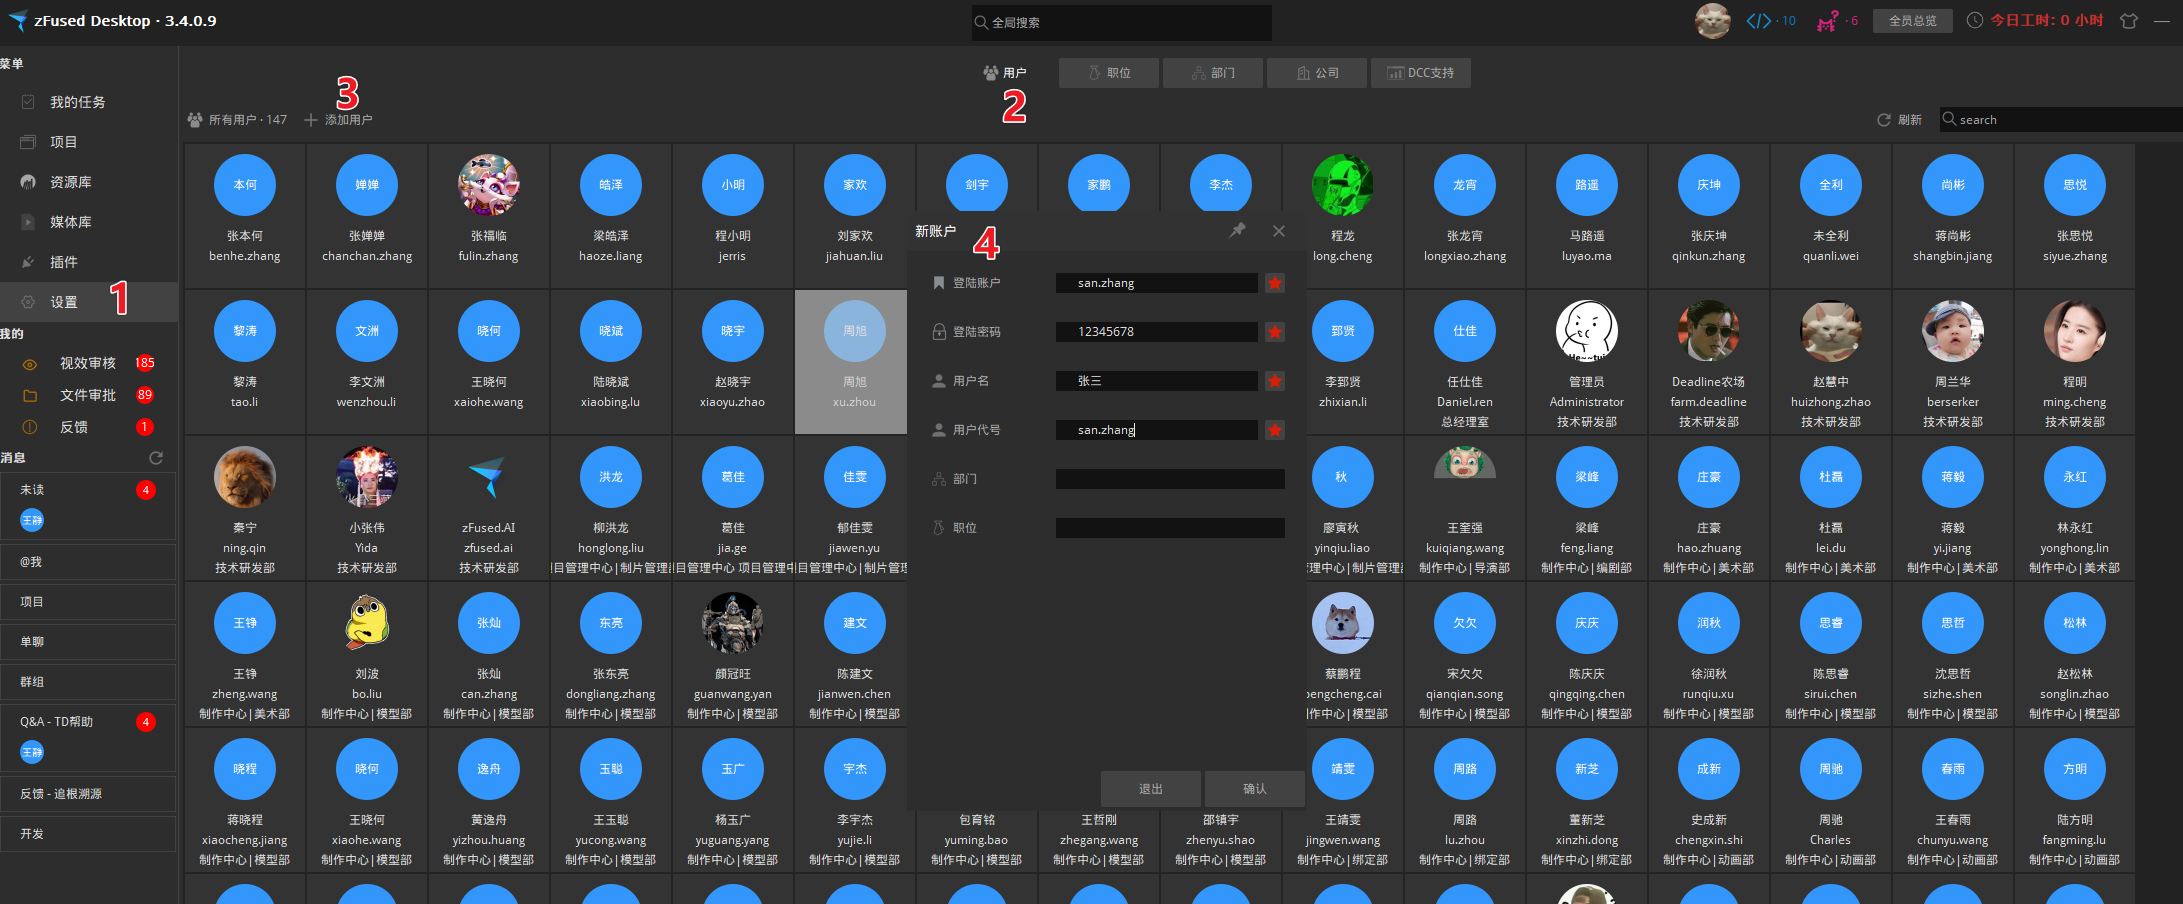 zFused Desktop · 3.4.0.9
全局搜索
</> · 10
· 6
全员总览
今日工时: 0 小时
菜单
我的任务
项目
资源库
媒体库
插件
设置
1
我的
视效审核 185
文件审批 89
反馈 1
消息
未读 4
王静
@我
项目
单聊
群组
Q&A - TD帮助 4
王静
反馈 - 追根溯源
开发
用户 职位 部门 公司 DCC支持
2
3
所有用户 · 147 添加用户
刷新 search
本何 婵婵 皓泽 小明 家欢 剑宇 家鹏 李杰 龙宵 路遥 庆坤 全利 尚彬 思悦
张本何 张婵婵 张福临 梁皓泽 程小明 刘家欢 程龙 张龙宵 马路遥 张庆坤 未全利 蒋尚彬 张思悦
benhe.zhang chanchan.zhang fulin.zhang haoze.liang jerris jiahuan.liu long.cheng longxiao.zhang luyao.ma qinkun.zhang quanli.wei shangbin.jiang siyue.zhang
黎涛 文洲 晓何 晓斌 晓宇 周旭 郅贤 仕佳
He~~tui
黎涛 李文洲 王晓何 陆晓斌 赵晓宇 周旭 李郅贤 任仕佳 管理员 Deadline农场 赵慧中 周兰华 程明
tao.li wenzhou.li xaiohe.wang xiaobing.lu xiaoyu.zhao xu.zhou zhixian.li Daniel.ren Administrator farm.deadline huizhong.zhao berserker ming.cheng
总经理室 技术研发部 技术研发部 技术研发部 技术研发部 技术研发部
洪龙 葛佳 佳雯 秋 梁峰 庄豪 杜磊 蒋毅 永红
秦宁 小张伟 zFused.AI 柳洪龙 葛佳 郁佳雯 廖寅秋 王奎强 梁峰 庄豪 杜磊 蒋毅 林永红
ning.qin Yida zfused.ai honglong.liu jia.ge jiawen.yu yinqiu.liao kuiqiang.wang feng.liang hao.zhuang lei.du yi.jiang yonghong.lin
技术研发部 技术研发部 技术研发部 目管理中心 | 制片管理 目管理中心 项目管理中 目管理中心 | 制片管理 理中心 | 制片管理 制作中心 | 导演部 制作中心 | 编剧部 制作中心 | 美术部 制作中心 | 美术部 制作中心 | 美术部 制作中心 | 美术部
王铮 张灿 东亮 建文 欠欠 庆庆 润秋 思睿 思哲 松林
王铮 刘波 张灿 张东亮 颜冠旺 陈建文 蔡鹏程 宋欠欠 陈庆庆 徐润秋 陈思睿 沈思哲 赵松林
zheng.wang bo.liu can.zhang dongliang.zhang guanwang.yan jianwen.chen pengcheng.cai qianqian.song qingqing.chen runqiu.xu sirui.chen sizhe.shen songlin.zhao
制作中心 | 美术部 制作中心 | 模型部 制作中心 | 模型部 制作中心 | 模型部 制作中心 | 模型部 制作中心 | 模型部 制作中心 | 模型部 制作中心 | 模型部 制作中心 | 模型部 制作中心 | 模型部 制作中心 | 模型部 制作中心 | 模型部 制作中心 | 模型部
晓程 晓何 逸舟 玉聪 玉广 宇杰 靖雯 周路 新芝 成新 周驰 春雨 方明
蒋晓程 王晓何 黄逸舟 王玉聪 杨玉广 李宇杰 包育铭 王哲刚 邵镇宇 王靖雯 周路 董新芝 史成新 周驰 王春雨 陆方明
xiaocheng.jiang xiaohe.wang yizhou.huang yucong.wang yuguang.yang yujie.li yuming.bao zhegang.wang zhenyu.shao jingwen.wang lu.zhou xinzhi.dong chengxin.shi Charles chunyu.wang fangming.lu
制作中心 | 模型部 制作中心 | 模型部 制作中心 | 模型部 制作中心 | 模型部 制作中心 | 模型部 制作中心 | 模型部 制作中心 | 模型部 制作中心 | 模型部 制作中心 | 模型部 制作中心 | 绑定部 制作中心 | 绑定部 制作中心 | 绑定部 制作中心 | 动画部 制作中心 | 动画部 制作中心 | 动画部 制作中心 | 动画部
新账户 4
登陆账户 san.zhang
登陆密码 12345678
用户名 张三
用户代号 san.zhang
部门
职位
退出 确认